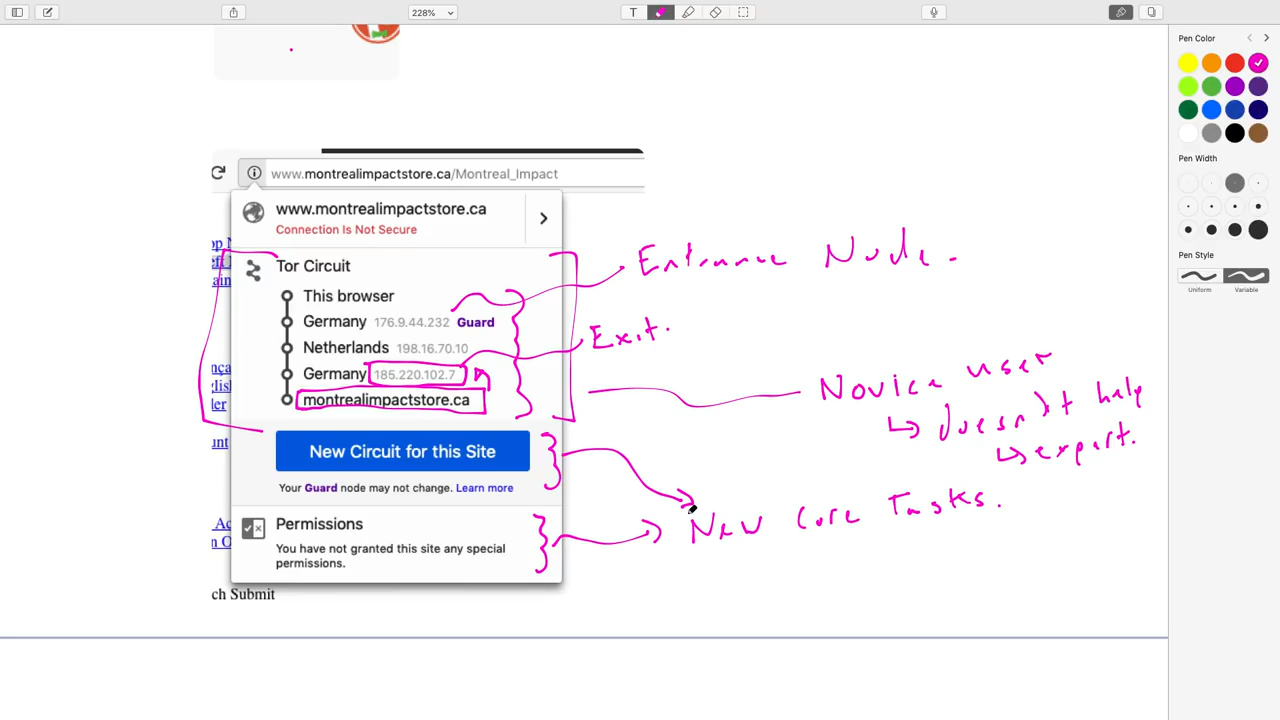 228%
T
Pen Color
www.montrealimpactstore.ca/Montreal_Impact
www.montrealimpactstore.ca
Connection Is Not Secure
Tor Circuit
This browser
Germany 176.9.44.232 Guard
Netherlands 198.16.70.10
Germany 185.220.102.7
montrealimpactstore.ca
New Circuit for this Site
Your Guard node may not change. Learn more
Permissions
You have not granted this site any special
permissions.
ch Submit
Entrance Node.
Exit.
Novice user
↳ doesn't help
↳ expert.
New Core Tasks.
Pen Width
Pen Style
Uniform
Variable